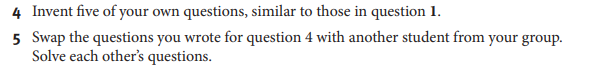 4 Invent five of your own questions, similar to those in question 1.
5 Swap the questions you wrote for question 4 with another student from your group.
Solve each other's questions.